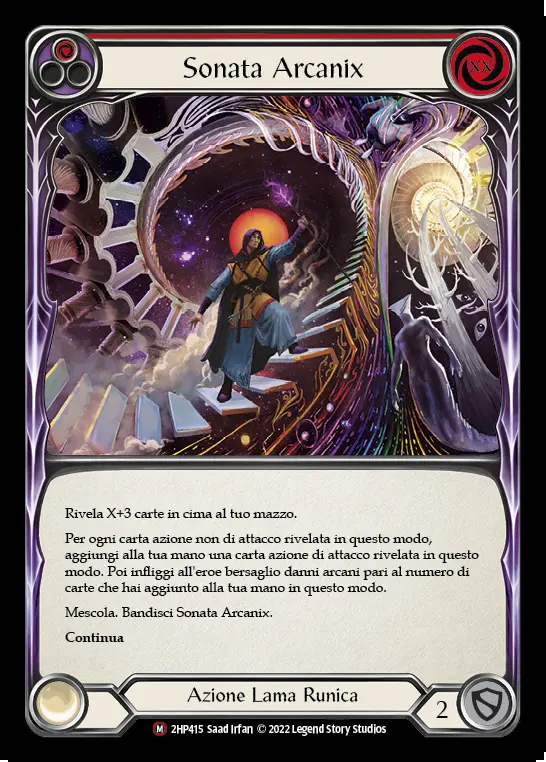 Sonata Arcanix
XX
Rivela X+3 carte in cima al tuo mazzo.
Per ogni carta azione non di attacco rivelata in questo modo,
aggiungi alla tua mano una carta azione di attacco rivelata in questo
modo. Poi infliggi all'eroe bersaglio danni arcani pari al numero di
carte che hai aggiunto alla tua mano in questo modo.
Mescola. Bandisci Sonata Arcanix.
Continua
Azione Lama Runica
2
M 2HP415 Saad Irfan © 2022 Legend Story Studios